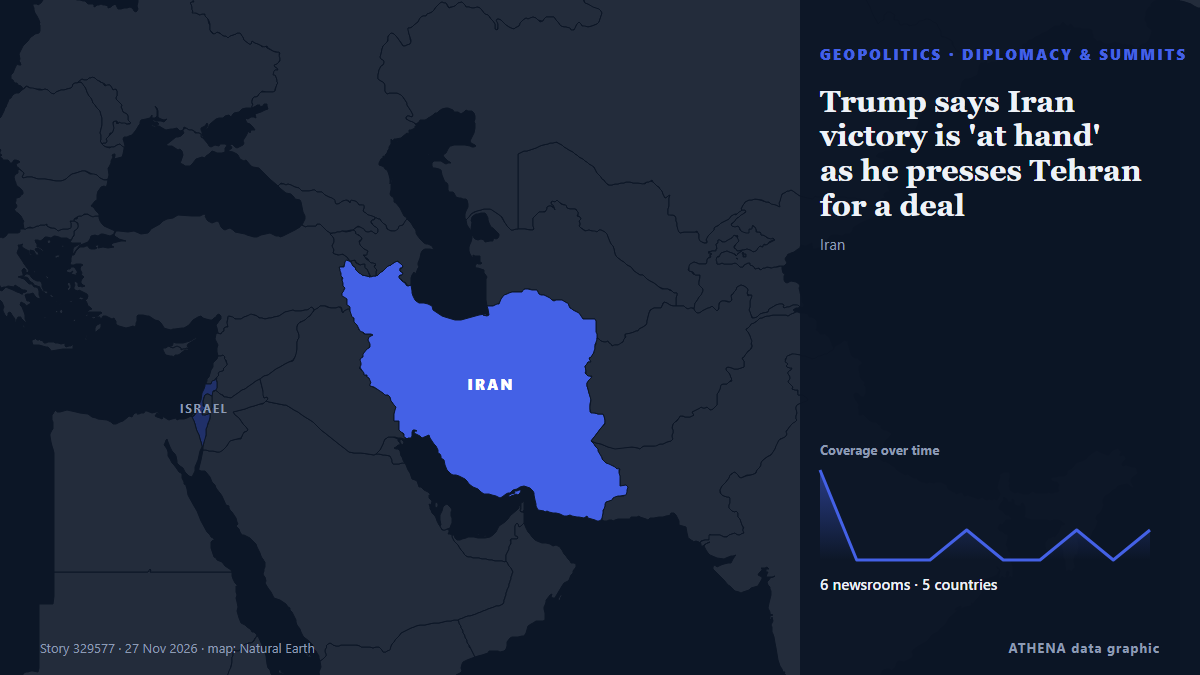 GEOPOLITICS · DIPLOMACY & SUMMITS
Trump says Iran
victory is 'at hand'
as he presses Tehran
for a deal
Iran
IRAN
ISRAEL
Coverage over time
6 newsrooms · 5 countries
Story 329577 · 27 Nov 2026 · map: Natural Earth
ATHENA data graphic